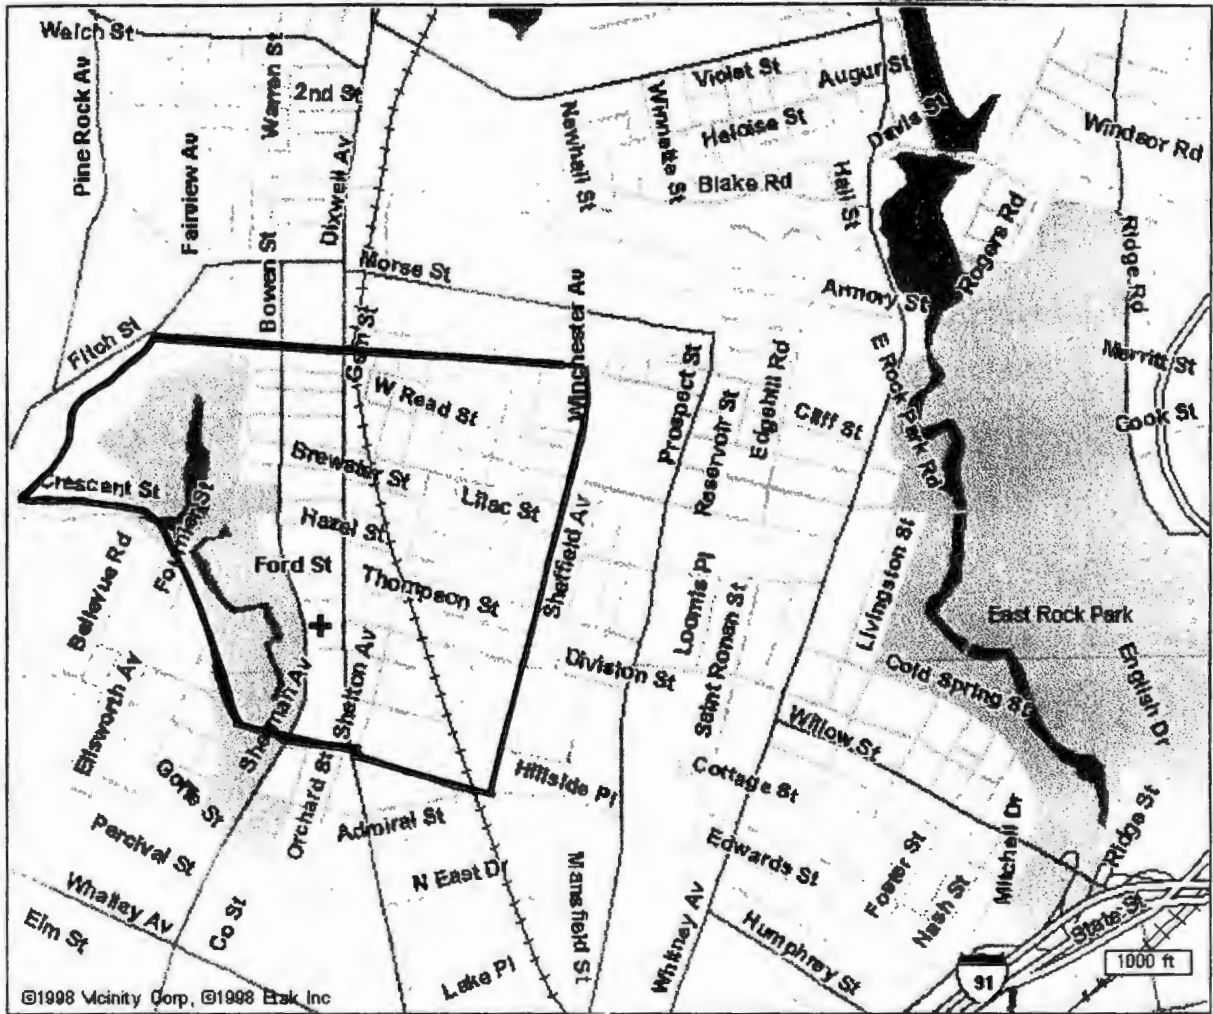 Welch St
Pine Rock Av
Warren St
2nd St
Fairview Av
Dixwell Av
Bowen St
Morse St
Fitch St
Newhall St
Winnette St
Violet St
Augur St
Heloise St
Davis St
Blake Rd
Hall St
Windsor Rd
Rogers Rd
Ridge Rd
Armory St
Merritt St
Cook St
E Rock Park Rd
Winchester Av
Prospect St
Reservoir St
Edgehill Rd
Cliff St
W Read St
Brewster St
Lilac St
Crescent St
Hazel St
Ford St
Thompson St
Sheffield Av
Bellevue Rd
Ellsworth Av
Sherman Av
Shelton Av
Division St
Loomis Pl
Saint Ronan St
Livingston St
East Rock Park
Cold Spring St
English Dr
Willow St
Cottage St
Hillside Pl
Goffe St
Orchard St
Admiral St
Percival St
Whalley Av
Elm St
Co St
N East Dr
Lake Pl
Mansfield St
Whitney Av
Edwards St
Humphrey St
Foster St
Nash St
Mitchell Dr
Ridge St
State St
91
1000 ft
©1998 Vicinity Corp, ©1998 Etak Inc